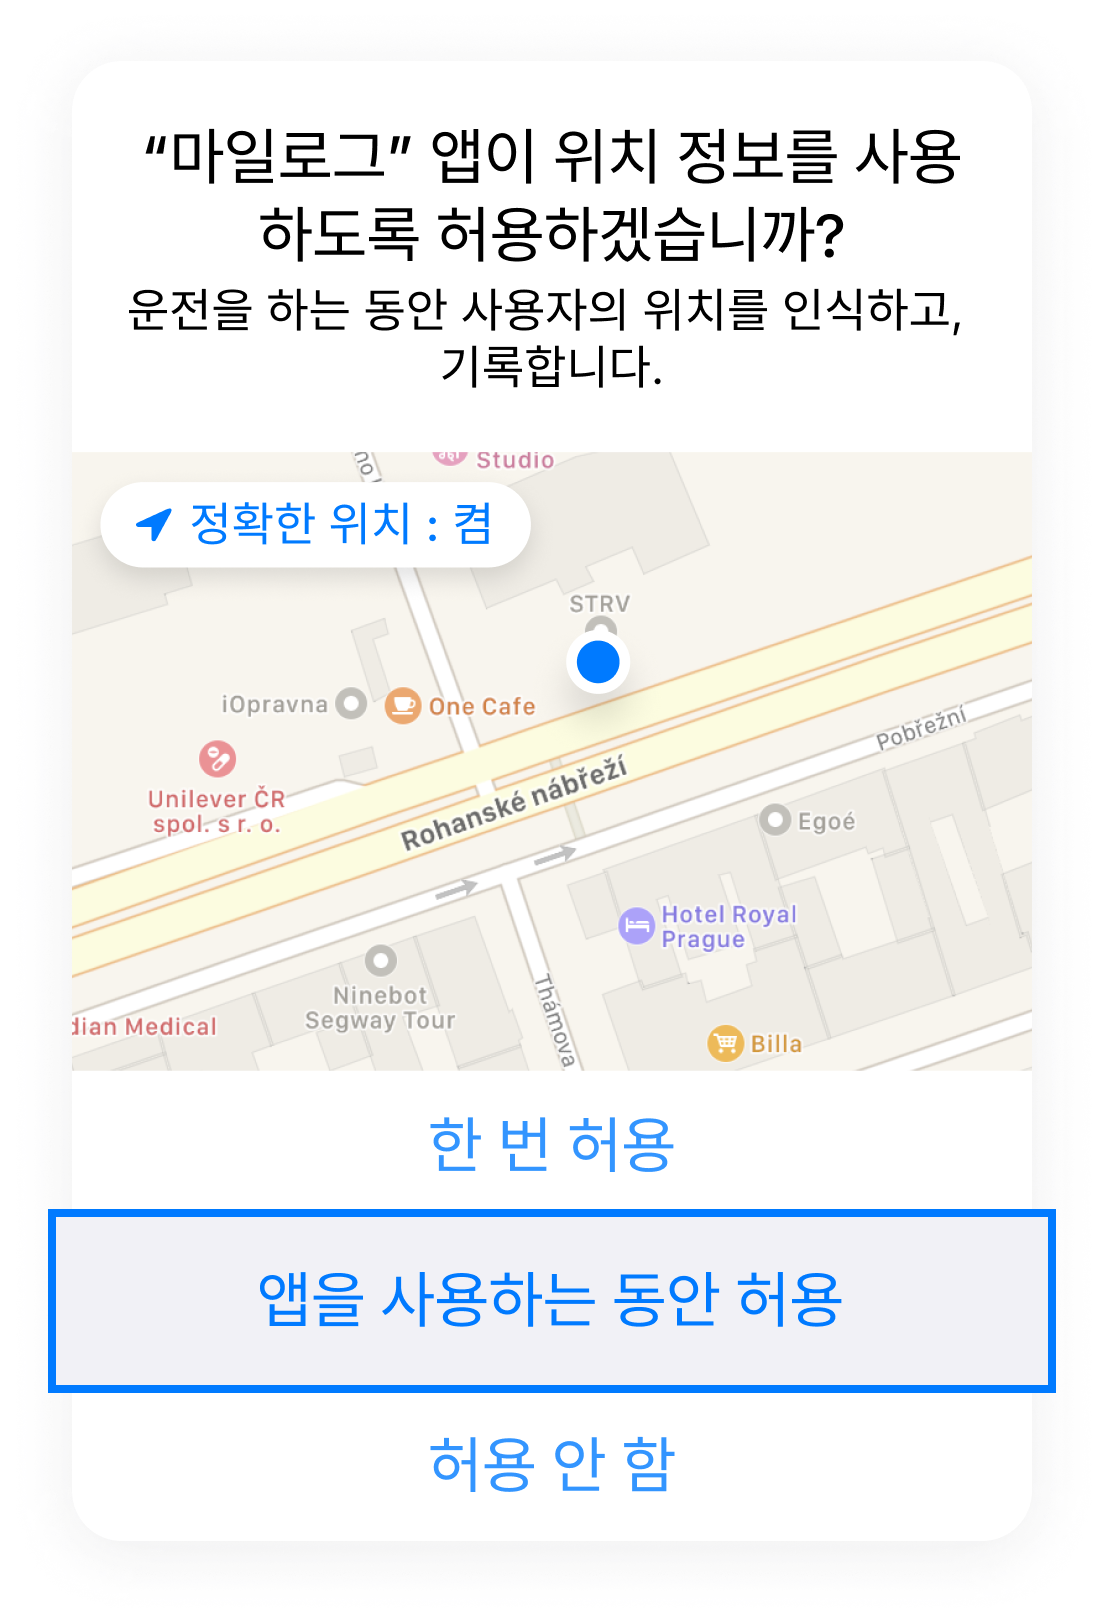 “마일로그” 앱이 위치 정보를 사용
하도록 허용하겠습니까?
운전을 하는 동안 사용자의 위치를 인식하고,
기록합니다.
Studio
정확한 위치 : 켬
STRV
iOpravna
One Cafe
Pobřežní
Unilever ČR
spol. s r. o.
Rohanské nábřeží
Egoé
Hotel Royal
Prague
Ninebot
Segway Tour
Thámova
dian Medical
Billa
한 번 허용
앱을 사용하는 동안 허용
허용 안 함